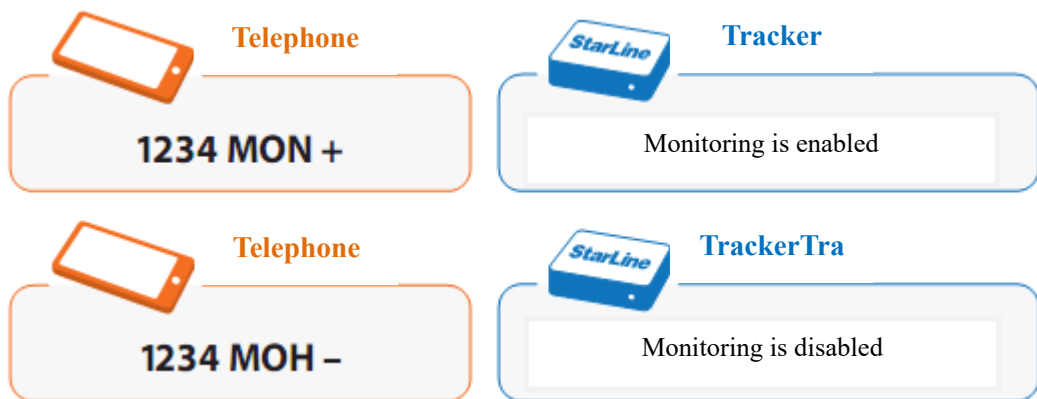 Telephone
StarLine
Tracker
1234 MON +
Monitoring is enabled
Telephone
StarLine
TrackerTra
1234 MOH –
Monitoring is disabled